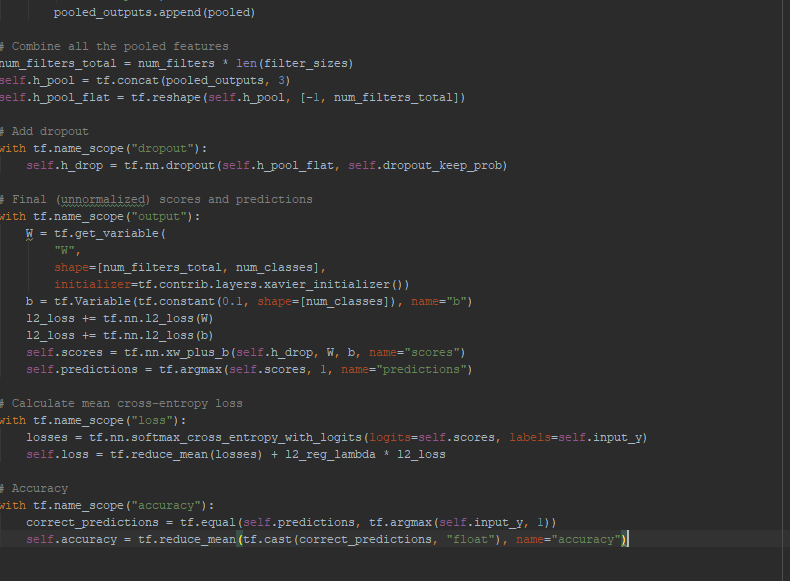 pooled_outputs.append(pooled)
# Combine all the pooled features
num_filters_total = num_filters * len(filter_sizes)
self.h_pool = tf.concat(pooled_outputs, 3)
self.h_pool_flat = tf.reshape(self.h_pool, [-1, num_filters_total])
# Add dropout
with tf.name_scope("dropout"):
self.h_drop = tf.nn.dropout(self.h_pool_flat, self.dropout_keep_prob)
# Final (unnormalized) scores and predictions
with tf.name_scope("output"):
W = tf.get_variable(
"W",
shape=[num_filters_total, num_classes],
initializer=tf.contrib.layers.xavier_initializer())
b = tf.Variable(tf.constant(0.1, shape=[num_classes]), name="b")
l2_loss += tf.nn.l2_loss(W)
l2_loss += tf.nn.l2_loss(b)
self.scores = tf.nn.xw_plus_b(self.h_drop, W, b, name="scores")
self.predictions = tf.argmax(self.scores, 1, name="predictions")
# Calculate mean cross-entropy loss
with tf.name_scope("loss"):
losses = tf.nn.softmax_cross_entropy_with_logits(logits=self.scores, labels=self.input_y)
self.loss = tf.reduce_mean(losses) + l2_reg_lambda * l2_loss
# Accuracy
with tf.name_scope("accuracy"):
correct_predictions = tf.equal(self.predictions, tf.argmax(self.input_y, 1))
self.accuracy = tf.reduce_mean(tf.cast(correct_predictions, "float"), name="accuracy")